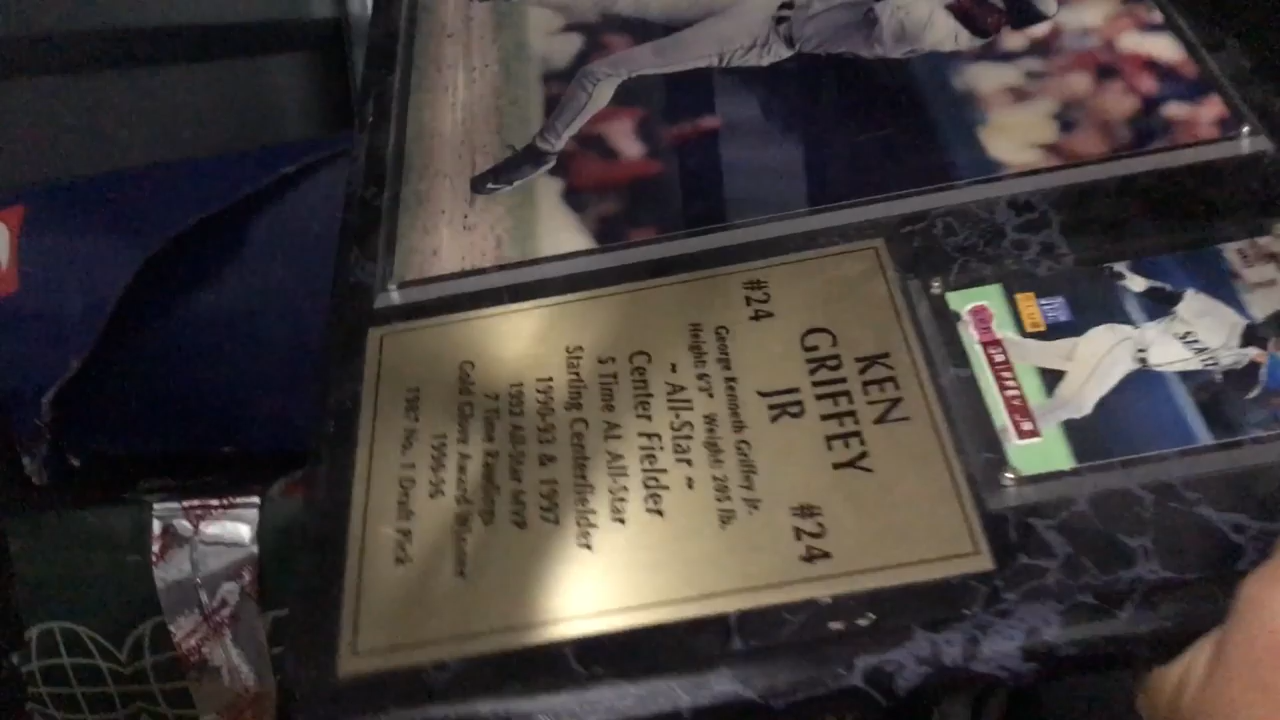 KEN
GRIFFEY
#24 JR #24
George Kenneth Griffey Jr.
Height: 6'3" Weight: 205 lb.
~ All-Star ~
Center Fielder
5 Time AL All-Star
Starting Centerfielder
1990-93 & 1997
1992 All-Star MVP
7 Time Rawlings
Gold Glove Award Winner
1990-96
1987 No. 1 Draft Pick
KEN GRIFFEY JR